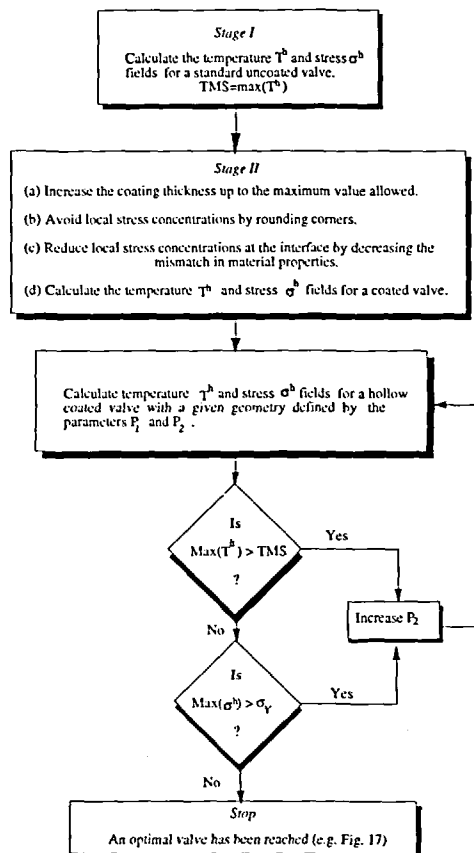 Stage I
Calculate the temperature T^h and stress σ^h
fields for a standard uncoated valve.
TMS=max(T^h)
Stage II
(a) Increase the coating thickness up to the maximum value allowed.
(b) Avoid local stress concentrations by rounding corners.
(c) Reduce local stress concentrations at the interface by decreasing the
mismatch in material properties.
(d) Calculate the temperature T^h and stress σ^h fields for a coated valve.
Calculate temperature T^h and stress σ^h fields for a hollow
coated valve with a given geometry defined by the
parameters P_1 and P_2 .
Is
Max(T^h) > TMS
?
Yes
Increase P_2
No
Is
Max(σ^h) > σ_Y
?
Yes
No
Stop
An optimal valve has been reached (e.g. Fig. 17)